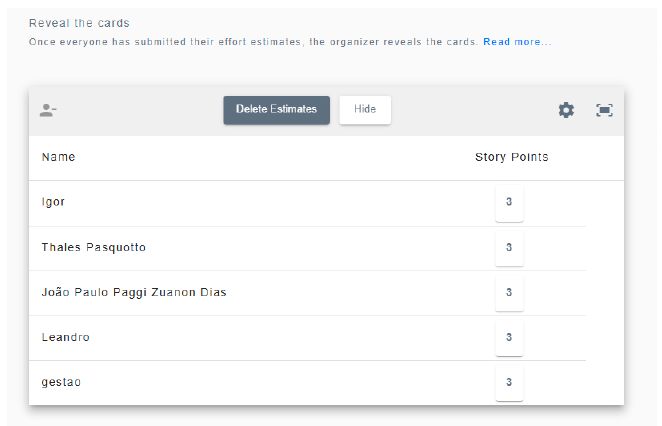 Reveal the cards
Once everyone has submitted their effort estimates, the organizer reveals the cards. Read more...
Delete Estimates Hide
Name Story Points
Igor 3
Thales Pasquotto 3
João Paulo Paggi Zuanon Dias 3
Leandro 3
gestao 3